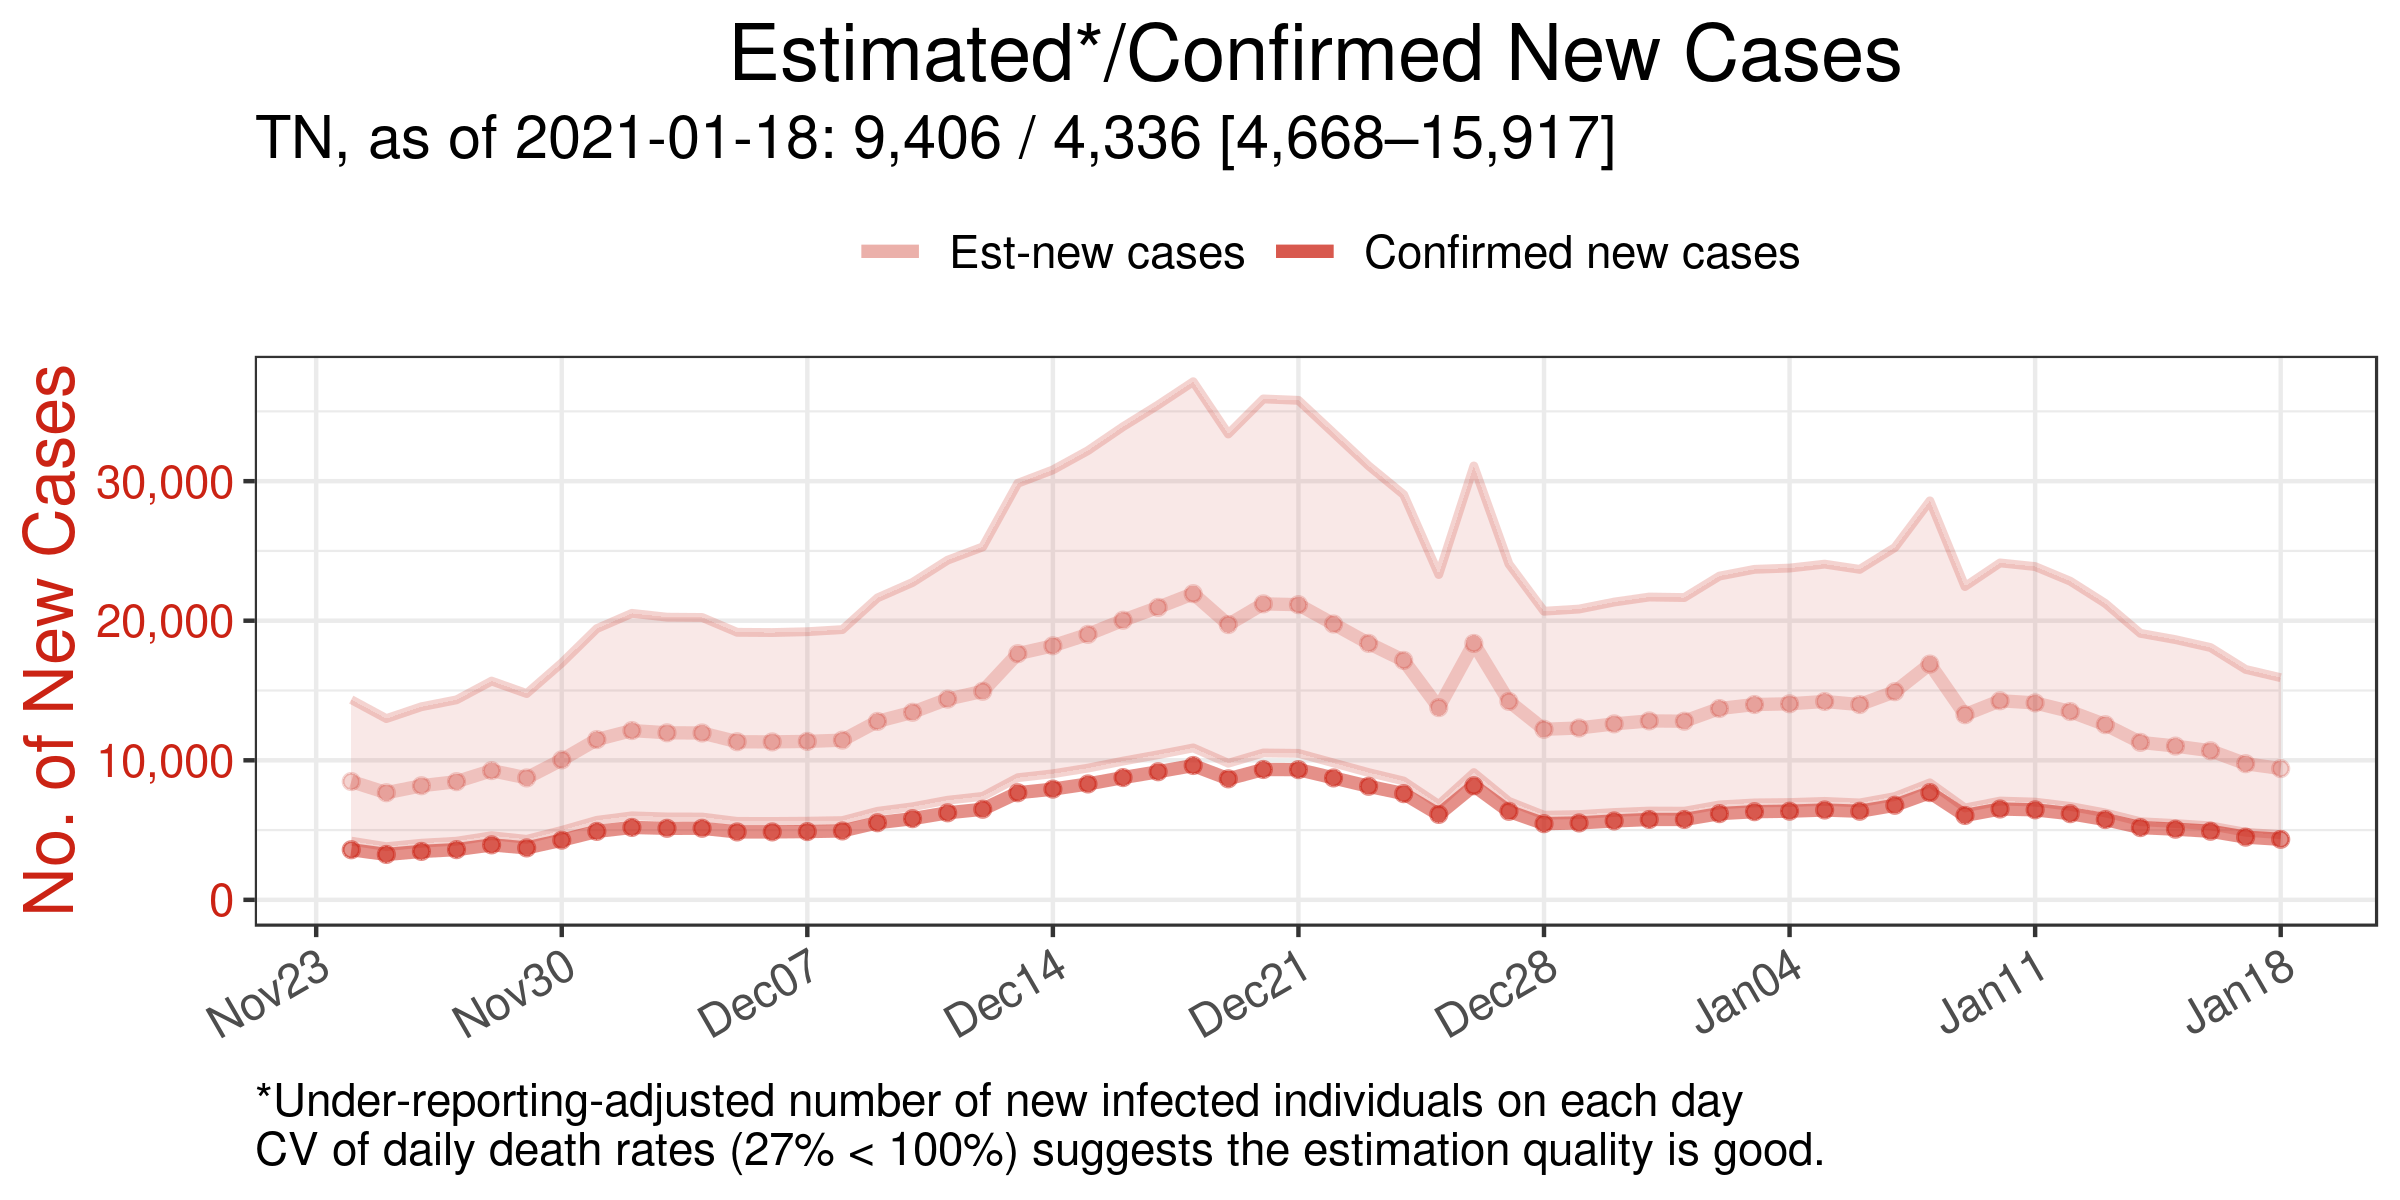 Estimated*/Confirmed New Cases
TN, as of 2021-01-18: 9,406 / 4,336 [4,668–15,917]
Est-new cases
Confirmed new cases
No. of New Cases
30,000
20,000
10,000
0
Nov23
Nov30
Dec07
Dec14
Dec21
Dec28
Jan04
Jan11
Jan18
*Under-reporting-adjusted number of new infected individuals on each day
CV of daily death rates (27% < 100%) suggests the estimation quality is good.